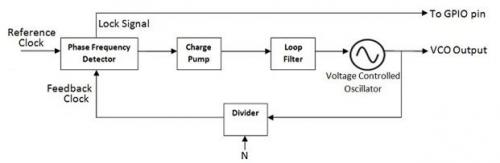 Lock Signal
To GPIO pin
Reference
Clock
Phase Frequency
Detector
Charge
Pump
Loop
Filter
VCO Output
Voltage Controlled
Oscillator
Feedback
Clock
Divider
N